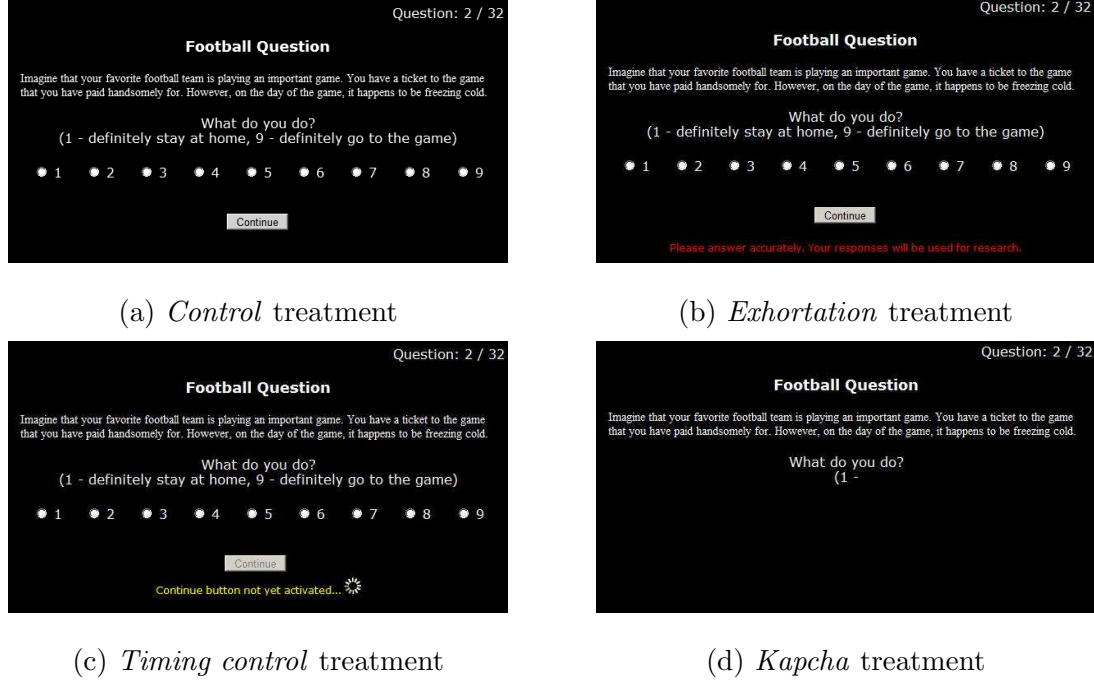 Question: 2 / 32
Football Question
Imagine that your favorite football team is playing an important game. You have a ticket to the game
that you have paid handsomely for. However, on the day of the game, it happens to be freezing cold.
What do you do?
(1 - definitely stay at home, 9 - definitely go to the game)
1 2 3 4 5 6 7 8 9
Continue
(a) Control treatment
Question: 2 / 32
Football Question
Imagine that your favorite football team is playing an important game. You have a ticket to the game
that you have paid handsomely for. However, on the day of the game, it happens to be freezing cold.
What do you do?
(1 - definitely stay at home, 9 - definitely go to the game)
1 2 3 4 5 6 7 8 9
Continue
Please answer accurately. Your responses will be used for research.
(b) Exhortation treatment
Question: 2 / 32
Football Question
Imagine that your favorite football team is playing an important game. You have a ticket to the game
that you have paid handsomely for. However, on the day of the game, it happens to be freezing cold.
What do you do?
(1 - definitely stay at home, 9 - definitely go to the game)
1 2 3 4 5 6 7 8 9
Continue
Continue button not yet activated...
(c) Timing control treatment
Question: 2 / 32
Football Question
Imagine that your favorite football team is playing an important game. You have a ticket to the game
that you have paid handsomely for. However, on the day of the game, it happens to be freezing cold.
What do you do?
(1 -
(d) Kapcha treatment